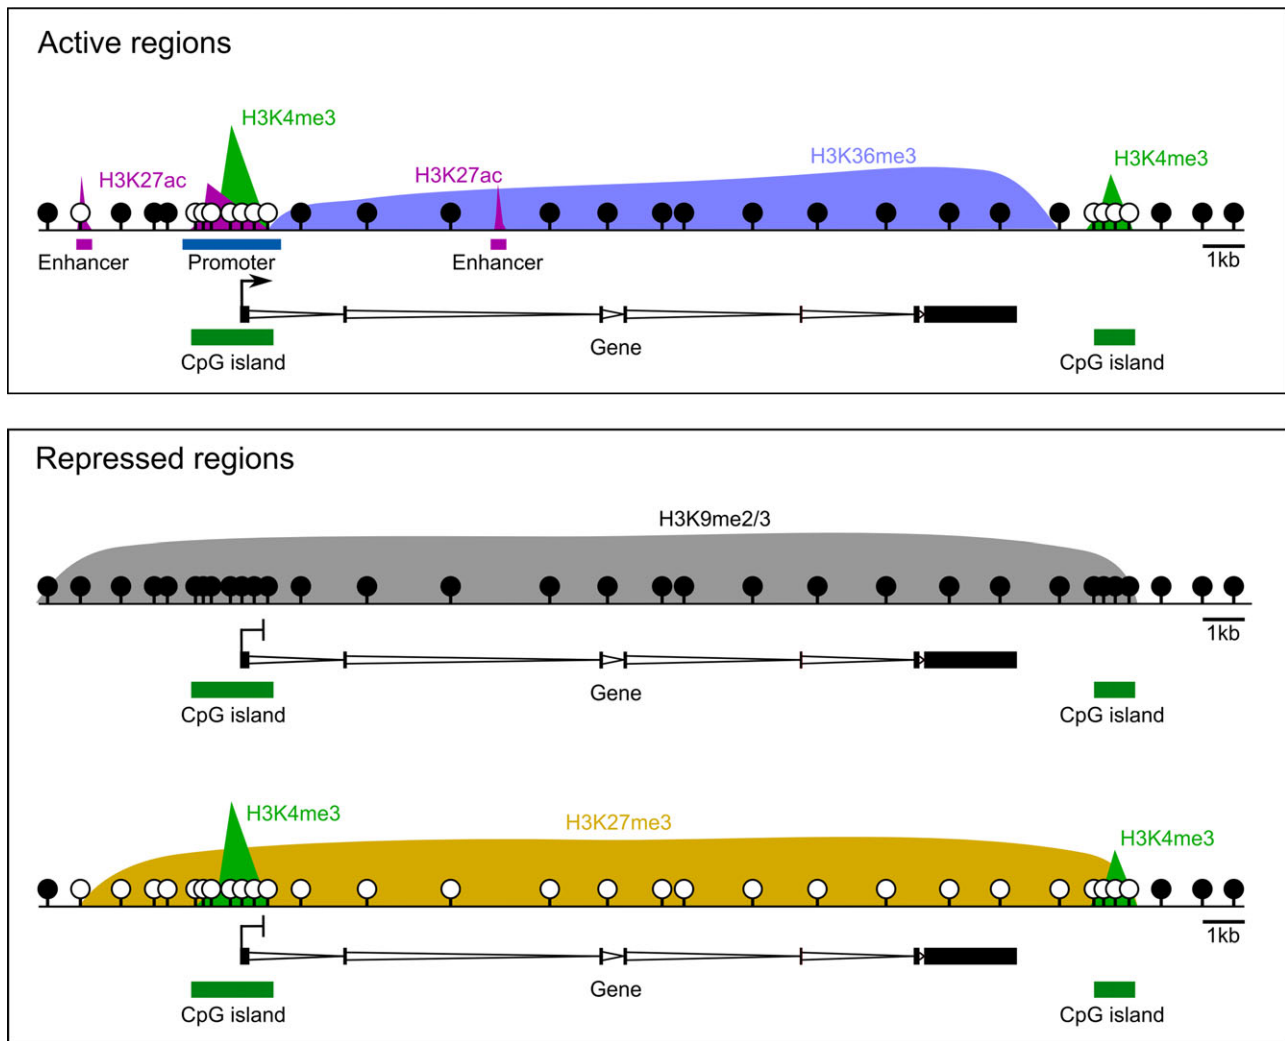 Active regions
H3K4me3
H3K27ac
H3K27ac
H3K36me3
H3K4me3
Enhancer
Promoter
Enhancer
1kb
CpG island
Gene
CpG island
Repressed regions
H3K9me2/3
1kb
CpG island
Gene
CpG island
H3K4me3
H3K27me3
H3K4me3
1kb
CpG island
Gene
CpG island